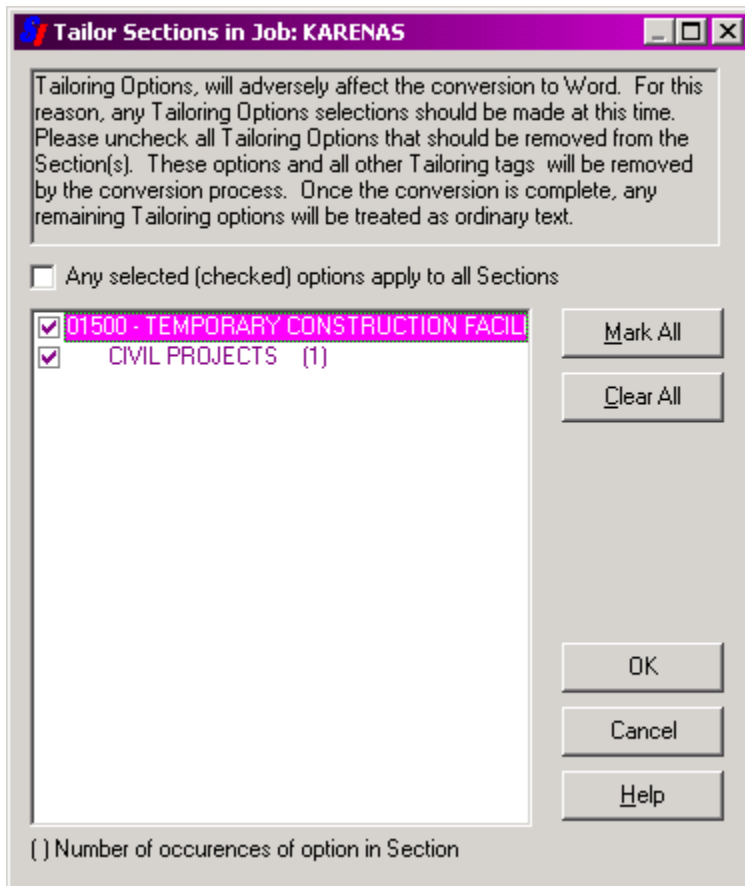 Tailor Sections in Job: KARENAS
Tailoring Options, will adversely affect the conversion to Word. For this
reason, any Tailoring Options selections should be made at this time.
Please uncheck all Tailoring Options that should be removed from the
Section(s). These options and all other Tailoring tags will be removed
by the conversion process. Once the conversion is complete, any
remaining Tailoring options will be treated as ordinary text.
Any selected (checked) options apply to all Sections
01500 - TEMPORARY CONSTRUCTION FACIL
CIVIL PROJECTS (1)
Mark All
Clear All
OK
Cancel
Help
( ) Number of occurences of option in Section